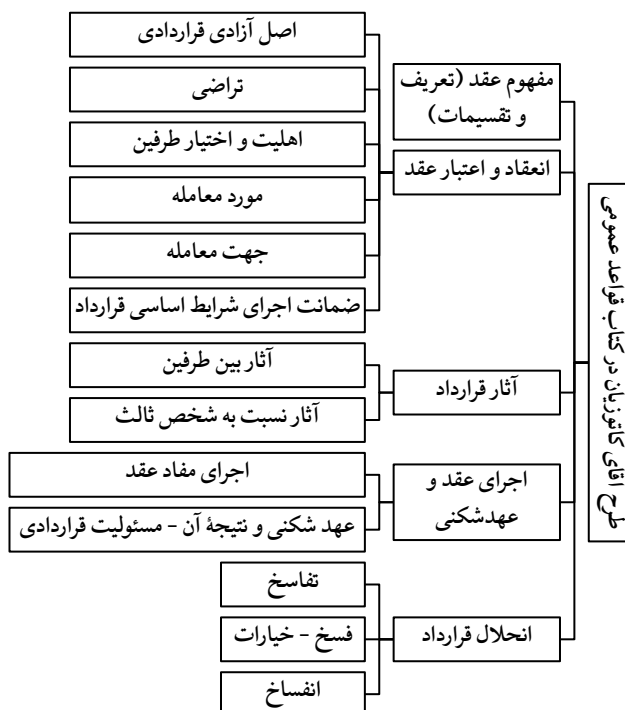 طرح اقای کاتوزیان در کتاب قواعد عمومی
مفهوم عقد (تعریف
و تقسیمات)
انعقاد و اعتبار عقد
اصل آزادی قراردادی
تراضی
اهلیت و اختیار طرفین
مورد معامله
جهت معامله
ضمانت اجرای شرایط اساسی قرارداد
آثار قرارداد
آثار بین طرفین
آثار نسبت به شخص ثالث
اجرای عقد و
عهدشکنی
اجرای مفاد عقد
عهد شکنی و نتیجۀ آن - مسئولیت قراردادی
انحلال قرارداد
تفاسخ
فسخ - خیارات
انفساخ